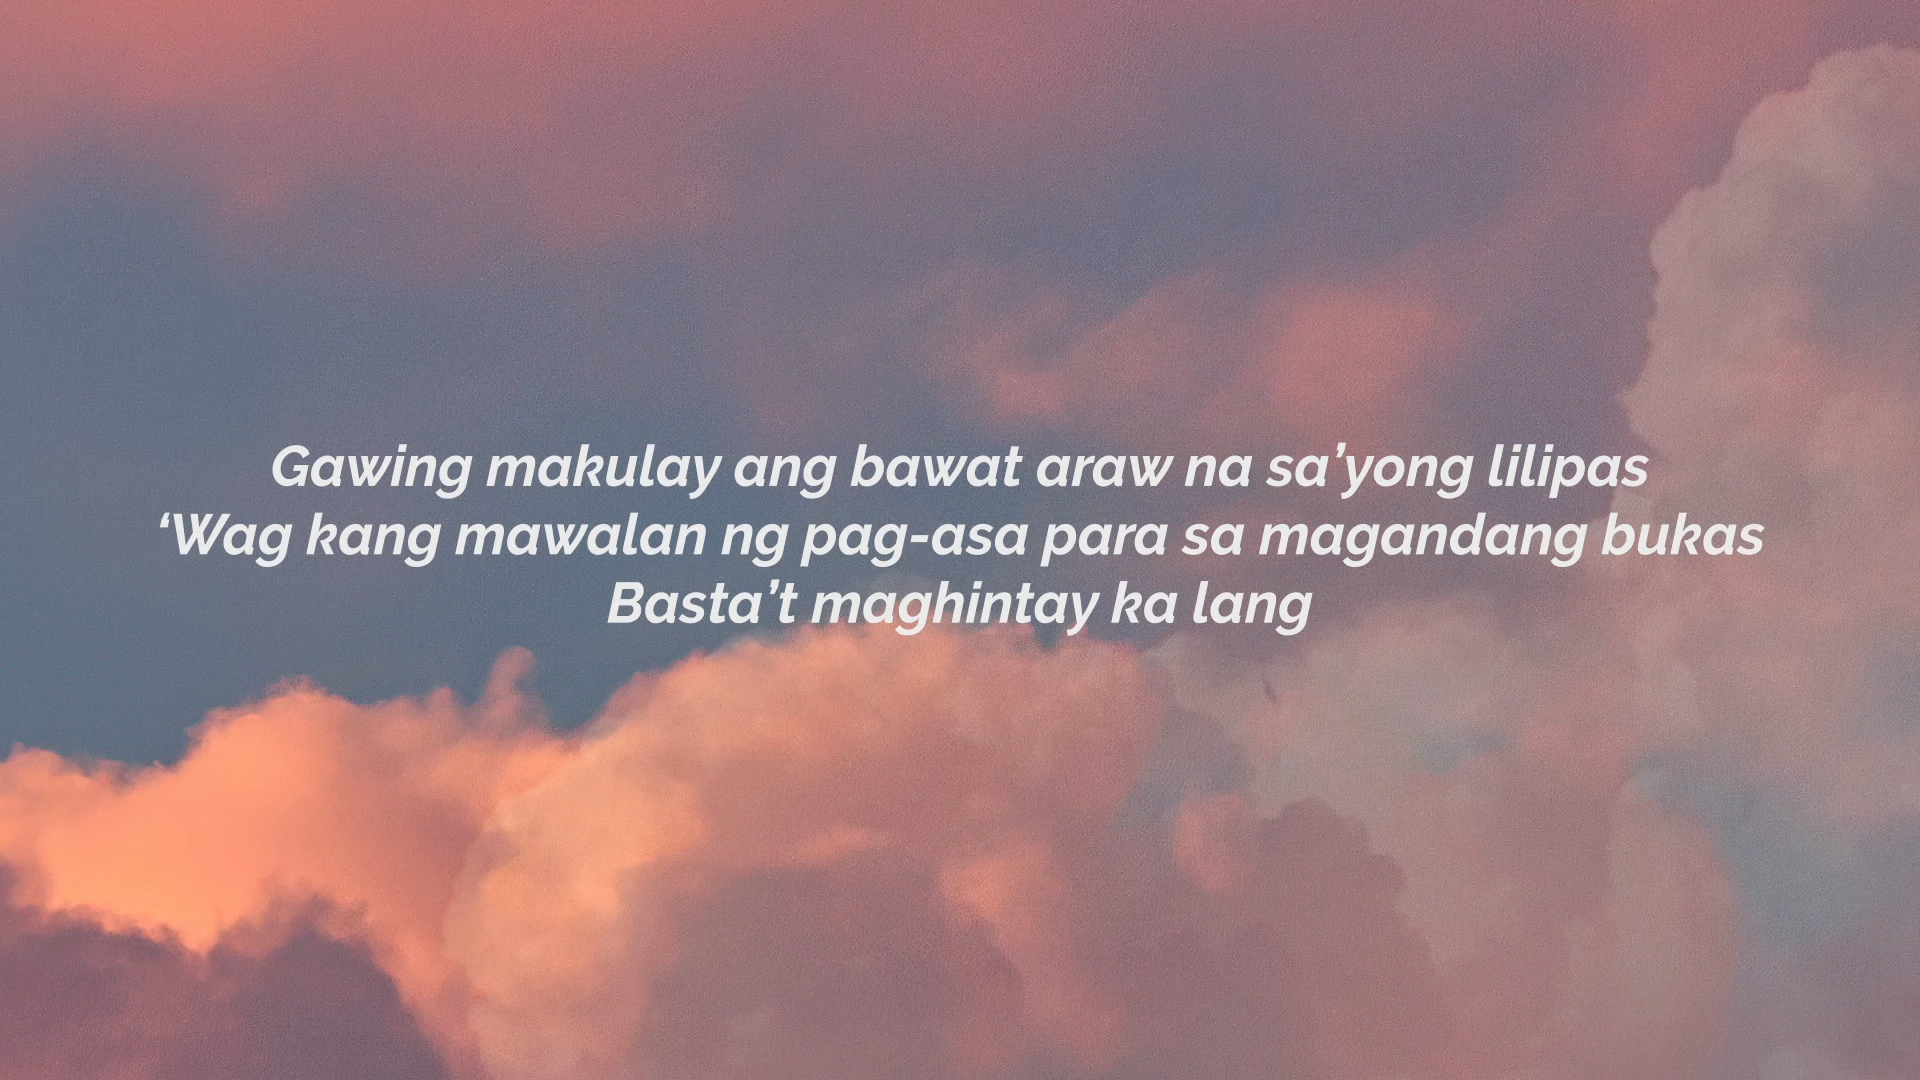 Gawing makulay ang bawat araw na sa’yong lilipas
‘Wag kang mawalan ng pag-asa para sa magandang bukas
Basta’t maghintay ka lang